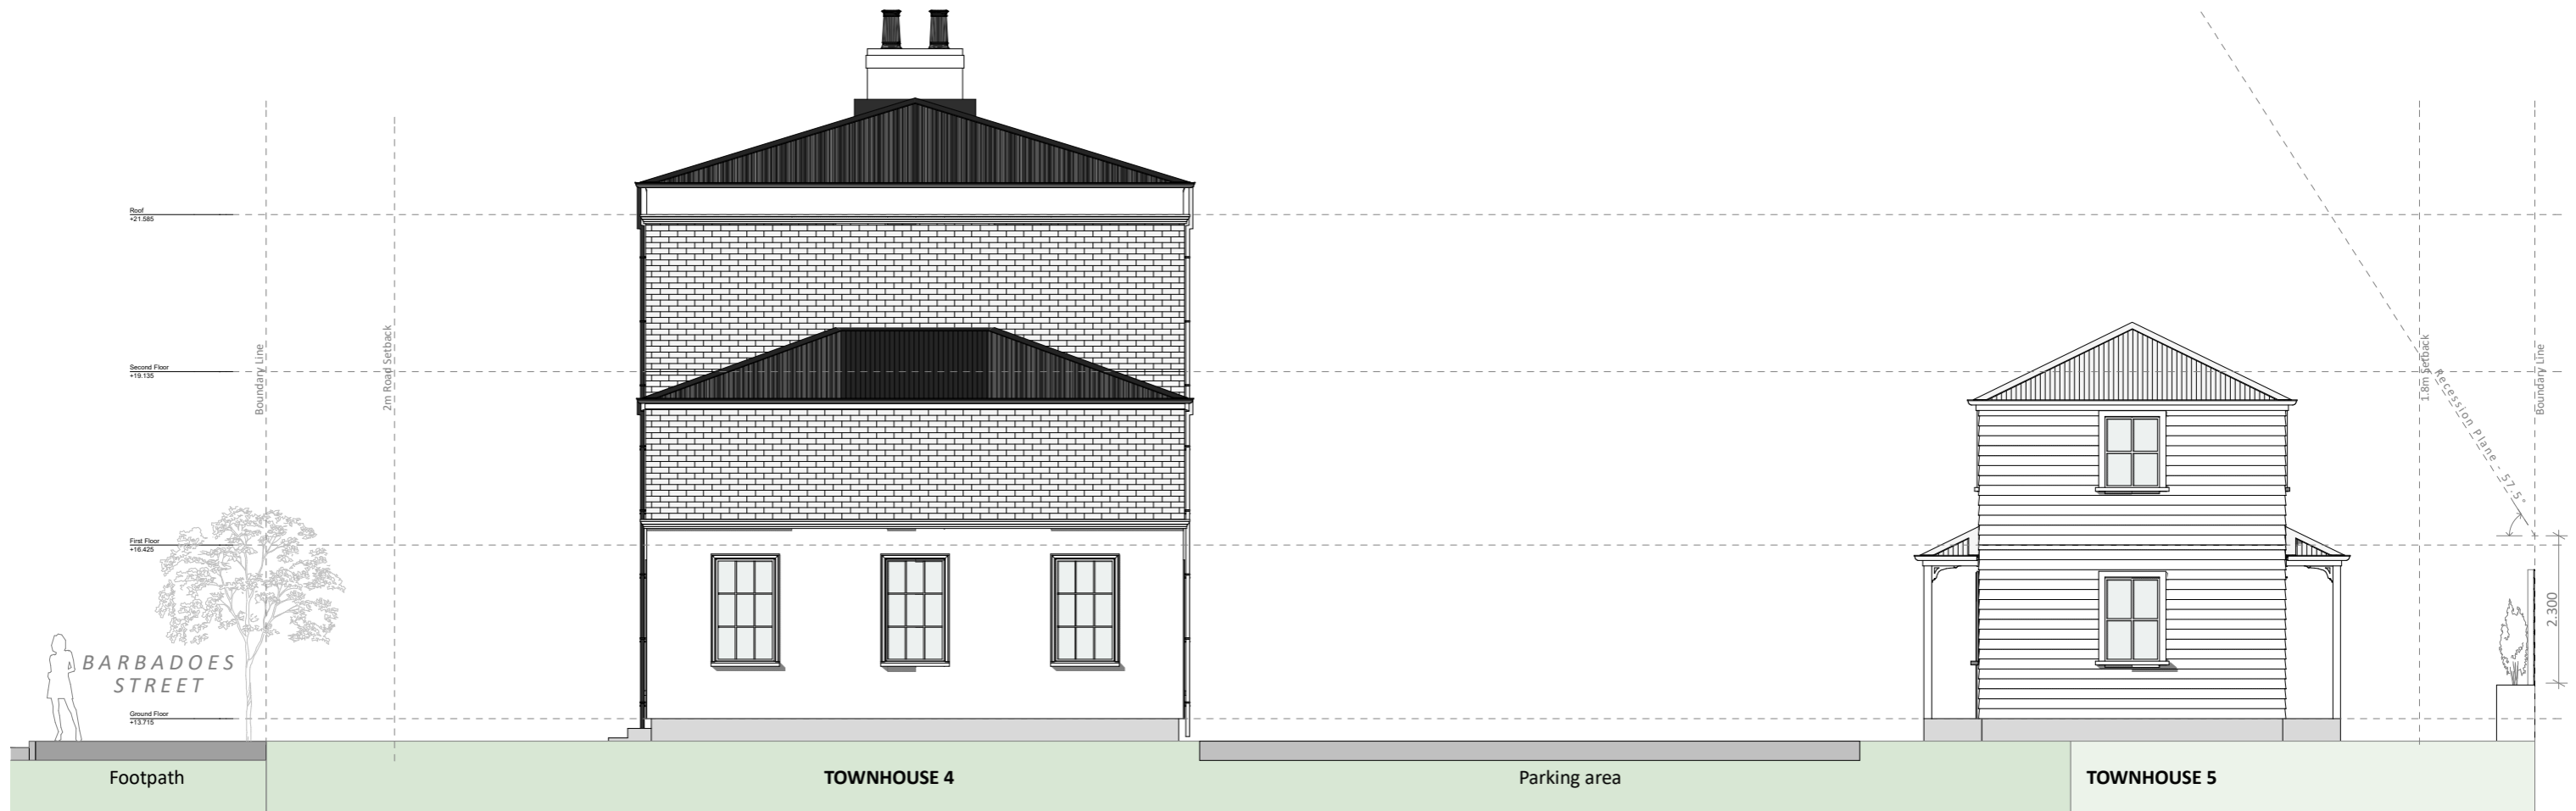 Roof
+21.585
Second Floor
+19.135
First Floor
+16.425
Ground Floor
+13.715
Boundary Line
2m Road Setback
1.8m Setback
Recession Plane - 57.5°
Boundary Line
2.300
BARBADOES
STREET
Footpath
TOWNHOUSE 4
Parking area
TOWNHOUSE 5